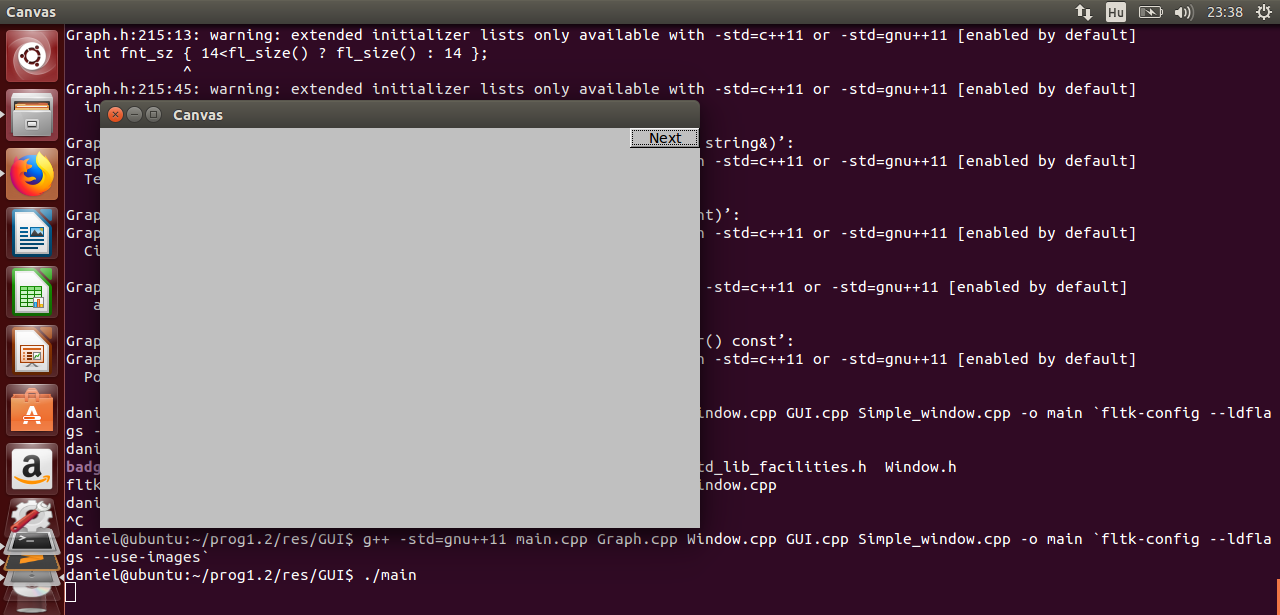 Canvas
Hu
23:38
Graph.h:215:13: warning: extended initializer lists only available with -std=c++11 or -std=gnu++11 [enabled by default]
int fnt_sz { 14<fl_size() ? fl_size() : 14 };
^
Graph.h:215:45: warning: extended initializer lists only available with -std=c++11 or -std=gnu++11 [enabled by default]
in
Canvas
Next
Grap string&)’:
Grap -std=c++11 or -std=gnu++11 [enabled by default]
Te
Grap nt)’:
Grap -std=c++11 or -std=gnu++11 [enabled by default]
Ci
Grap -std=c++11 or -std=gnu++11 [enabled by default]
a
Grap r() const’:
Grap -std=c++11 or -std=gnu++11 [enabled by default]
Po
dani indow.cpp GUI.cpp Simple_window.cpp -o main `fltk-config --ldfla
gs -
dani
badg td_lib_facilities.h Window.h
fltk indow.cpp
dani
^C
daniel@ubuntu:~/prog1.2/res/GUI$ g++ -std=gnu++11 main.cpp Graph.cpp Window.cpp GUI.cpp Simple_window.cpp -o main `fltk-config --ldfla
gs --use-images`
daniel@ubuntu:~/prog1.2/res/GUI$ ./main